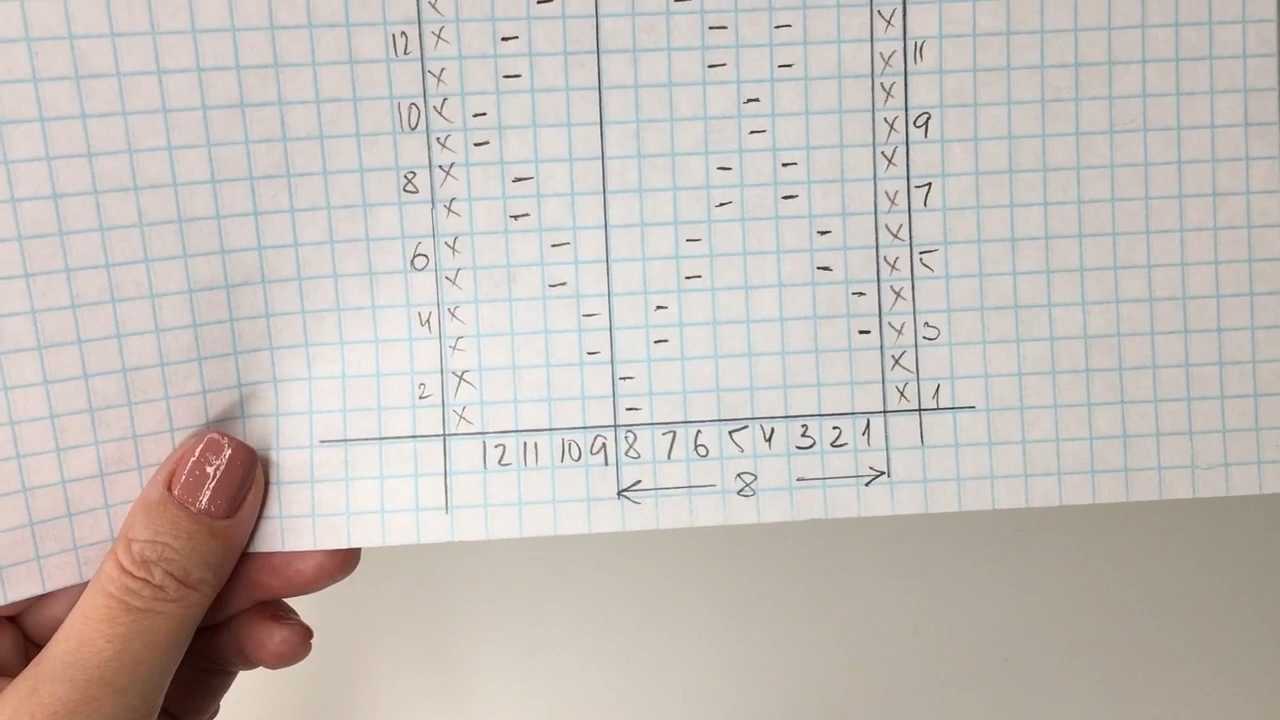 12 X - - - X
X - - - X 11
10 X - - X
X - - X 9
8 X - - - X
X - - - X 7
6 X - - - X
X - - - X 5
4 X - - - X
X - - - X 3
2 X - X
X - X 1
12 11 10 9 8 7 6 5 4 3 2 1
8